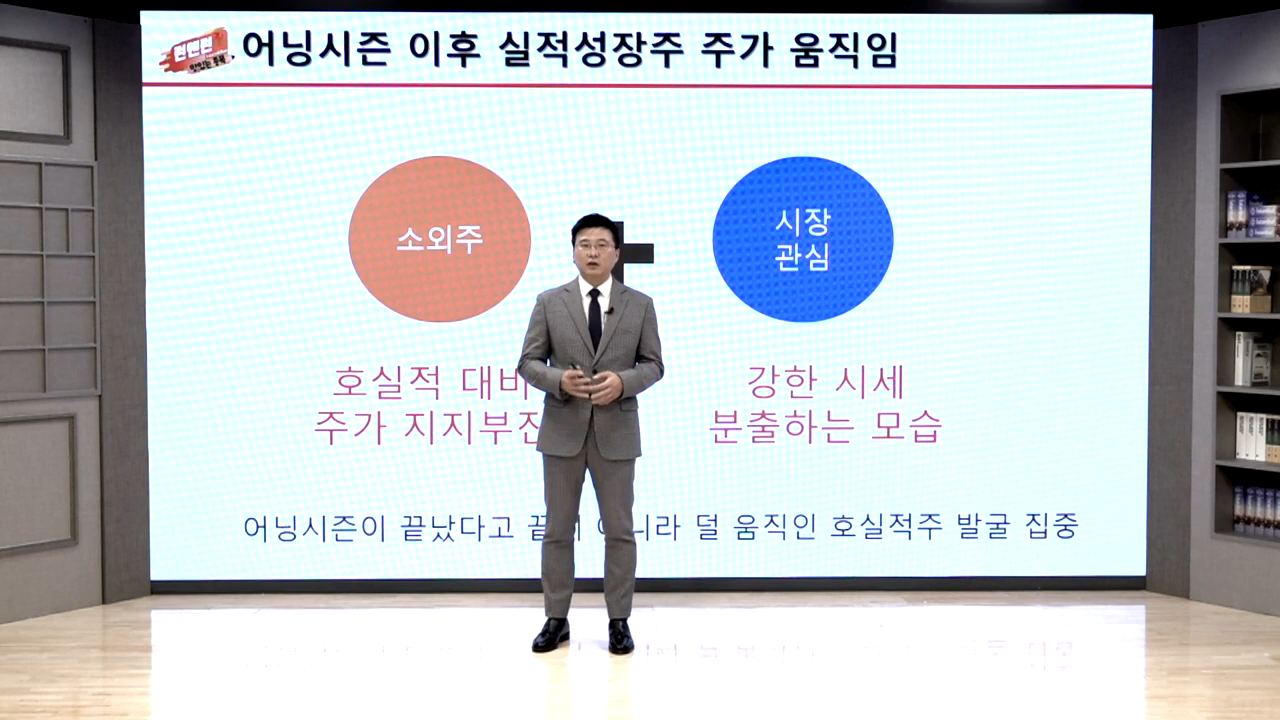 어닝시즌 이후 실적성장주 주가 움직임
소외주
시장
관심
호실적 대비
주가 지지부진
강한 시세
분출하는 모습
어닝시즌이 끝났다고 덜 움직인 호실적주 발굴 집중